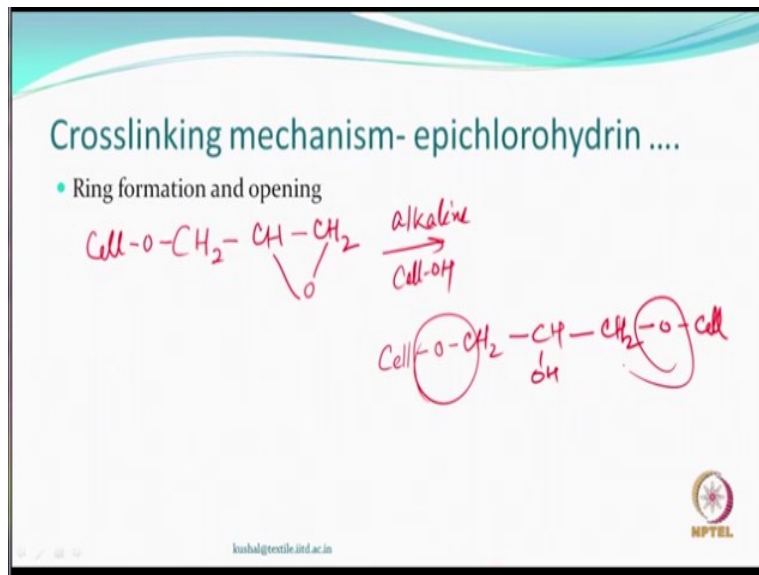 Crosslinking mechanism- epichlorohydrin ....
• Ring formation and opening
Cell-O-CH2-CH-CH2
O
alkaline
Cell-OH
Cell-O-CH2-CH-CH2-O-Cell
OH
NPTEL
kushal@textile.iitd.ac.in